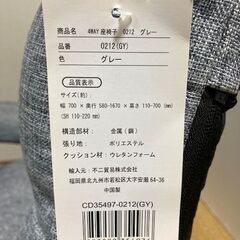 商品名 4WAY 座椅子 0212 グレー
品番 0212(GY)
色 グレー
品質表示
サイズ(約)
幅 700×奥行 580-1670×高さ 110-700 (mm)
(SH 110-220 mm)
構造部材: 金属(鋼)
張り材: ポリエステル
クッション材: ウレタンフォーム
輸入元: 不二貿易株式会社
福岡県北九州市若松区大字安瀬 64-36
中国製
CD35497-0212(GY)